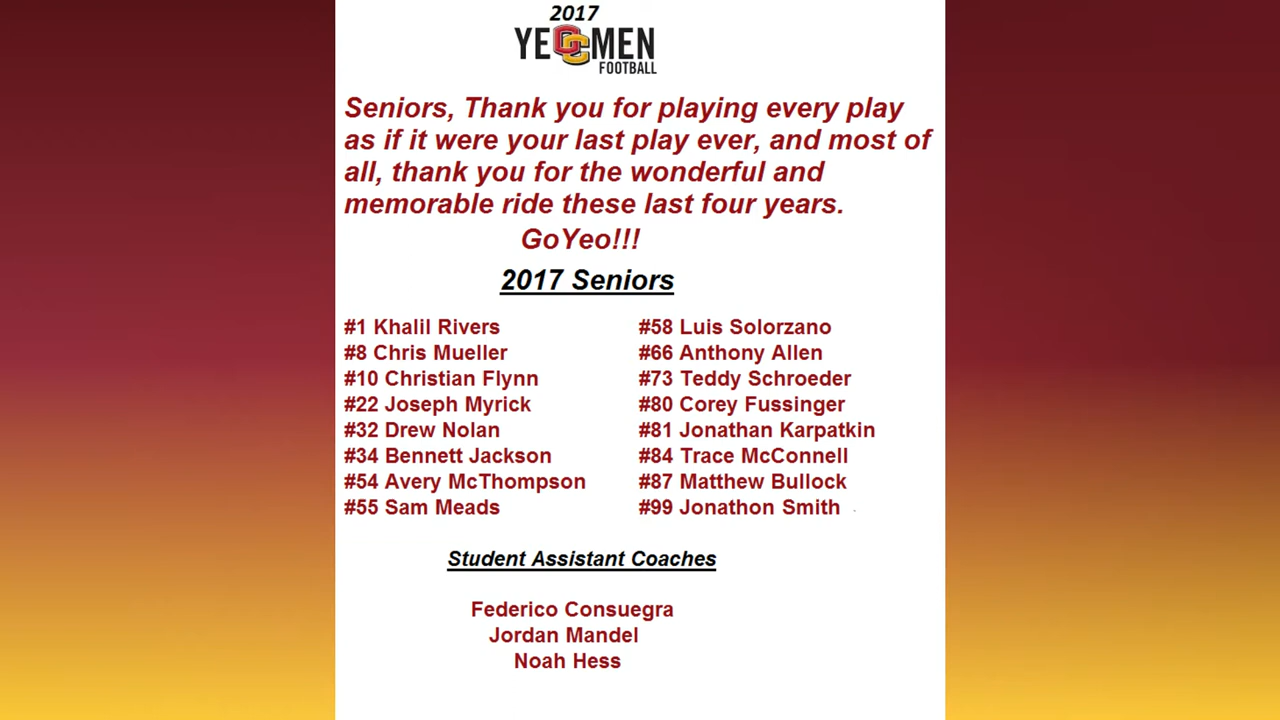 2017
YEOCMEN
FOOTBALL
Seniors, Thank you for playing every play
as if it were your last play ever, and most of
all, thank you for the wonderful and
memorable ride these last four years.
GoYeo!!!
2017 Seniors
#1 Khalil Rivers
#8 Chris Mueller
#10 Christian Flynn
#22 Joseph Myrick
#32 Drew Nolan
#34 Bennett Jackson
#54 Avery McThompson
#55 Sam Meads
#58 Luis Solorzano
#66 Anthony Allen
#73 Teddy Schroeder
#80 Corey Fussinger
#81 Jonathan Karpatkin
#84 Trace McConnell
#87 Matthew Bullock
#99 Jonathon Smith
Student Assistant Coaches
Federico Consuegra
Jordan Mandel
Noah Hess